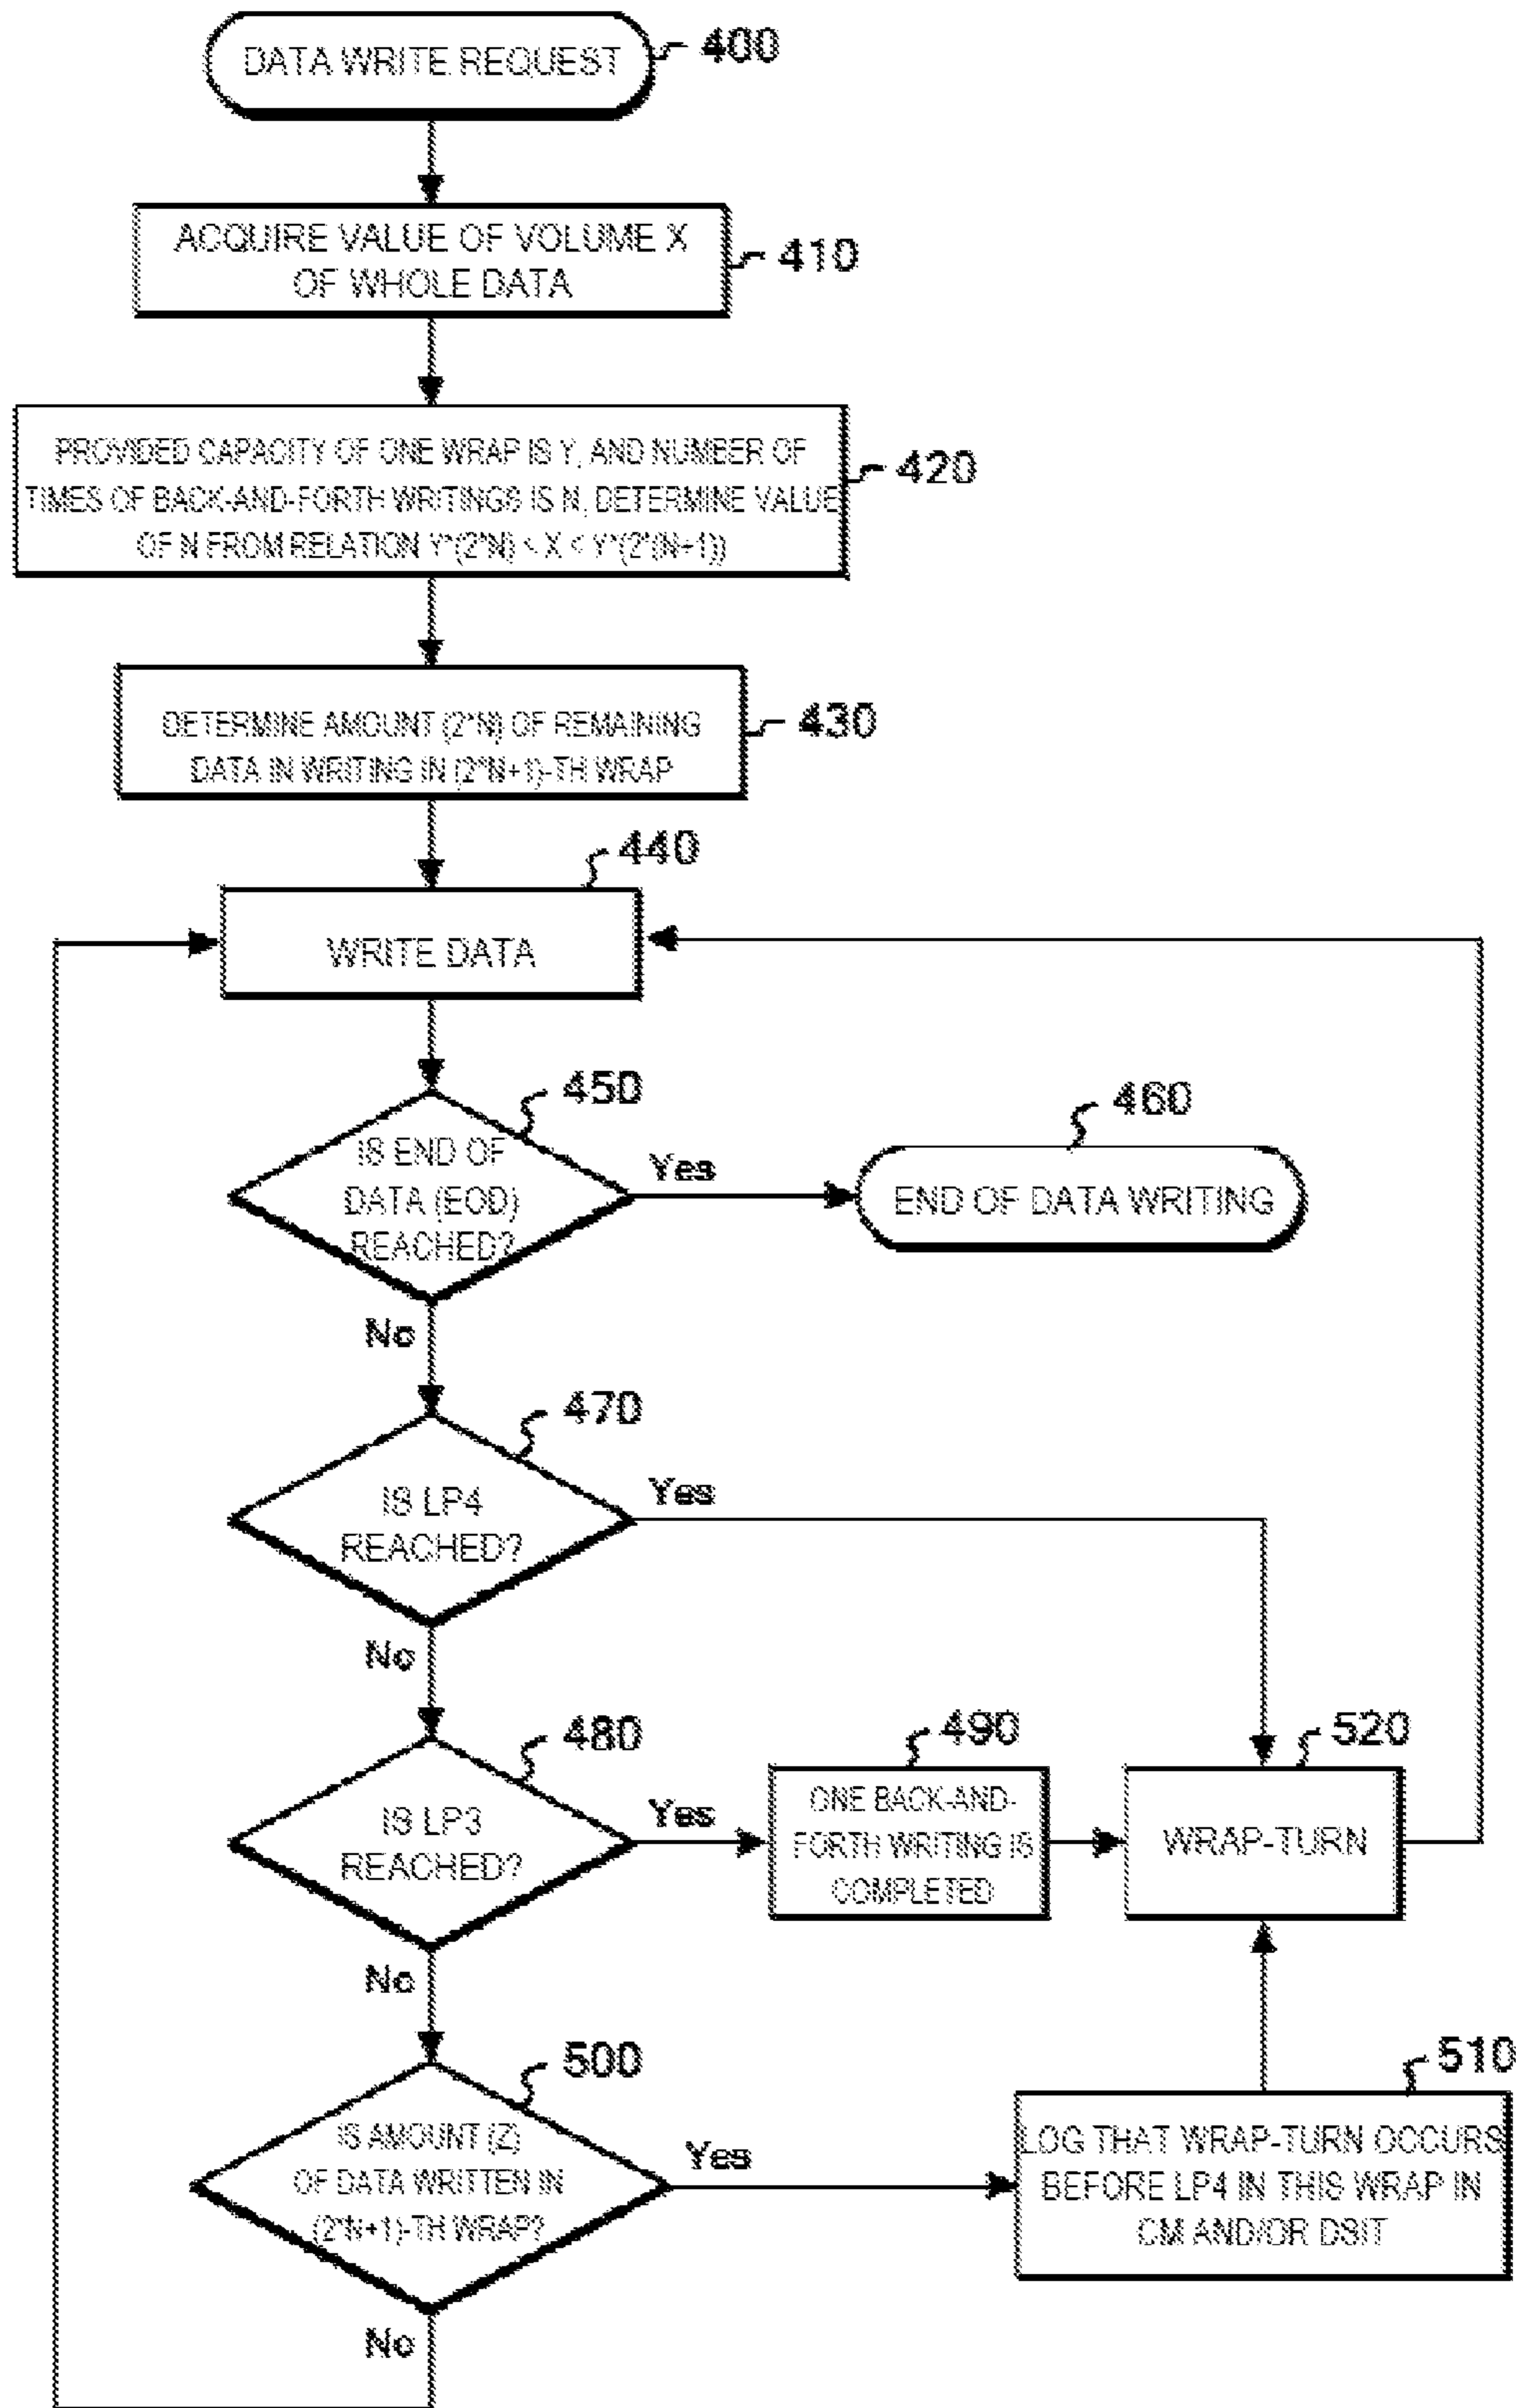 DATA WRITE REQUEST
400
ACQUIRE VALUE OF VOLUME X
OF WHOLE DATA
410
PROVIDED CAPACITY OF ONE WRAP IS Y, AND NUMBER OF
TIMES OF BACK-AND-FORTH WRITINGS IS N, DETERMINE VALUE
OF N FROM RELATION Y*(2*N) < X < Y*(2*(N+1))
420
DETERMINE AMOUNT (2*N) OF REMAINING
DATA IN WRITING IN (2*N+1)-TH WRAP
430
440
WRITE DATA
450
IS END OF
DATA (EOD)
REACHED?
Yes
460
END OF DATA WRITING
No
470
IS LP4
REACHED?
Yes
No
480
IS LP3
REACHED?
Yes
490
ONE BACK-AND-
FORTH WRITING IS
COMPLETED
520
WRAP-TURN
No
500
IS AMOUNT (Z)
OF DATA WRITTEN IN
(2*N+1)-TH WRAP?
Yes
510
LOG THAT WRAP-TURN OCCURS
BEFORE LP4 IN THIS WRAP IN
CM AND/OR DSIT
No